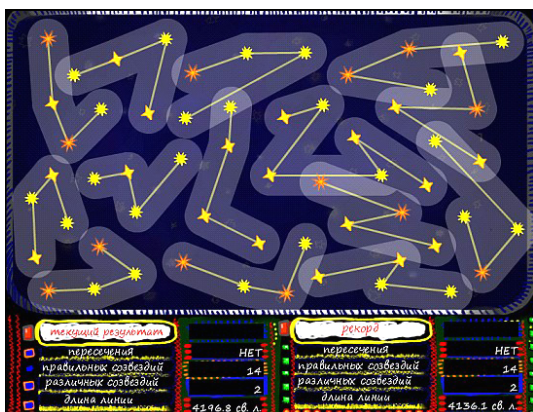 текущий результат
пересечения НЕТ
правильных созвездий 14
различных созвездий 2
длина линии 4196.8 св. л.
рекорд
пересечения НЕТ
правильных созвездий 14
различных созвездий 2
длина линии 4136.1 св. л.